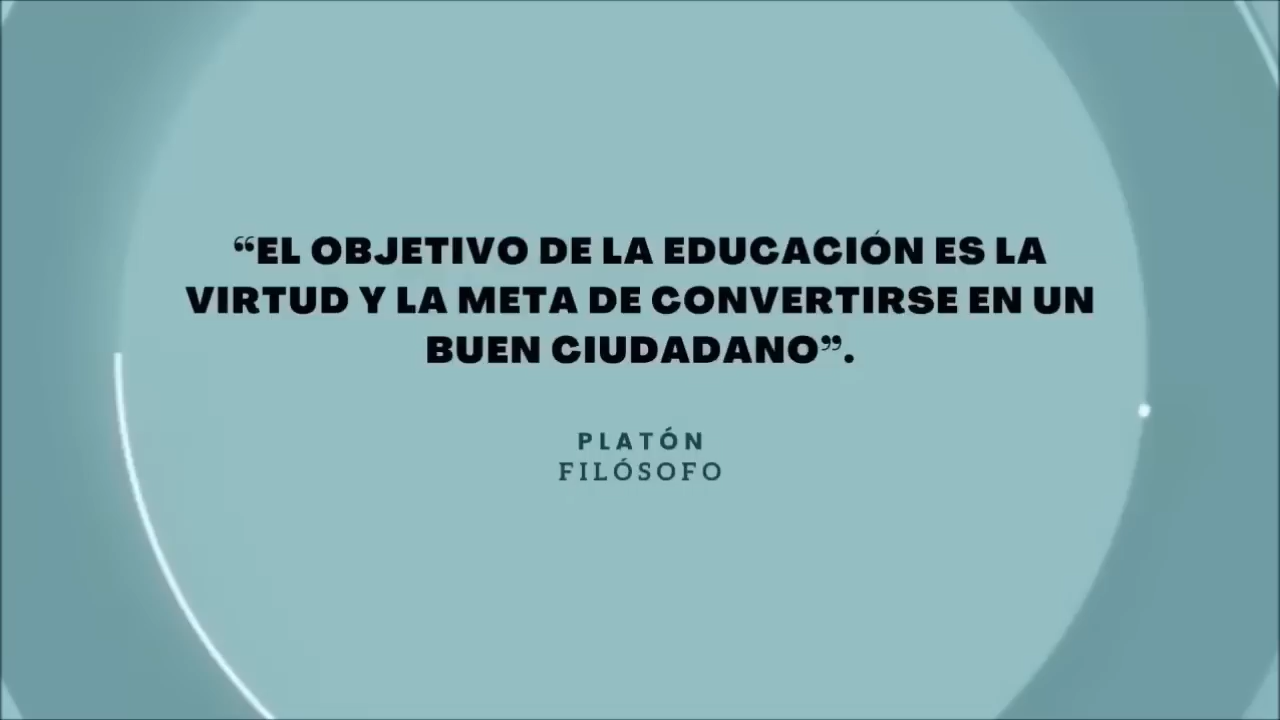 “EL OBJETIVO DE LA EDUCACIÓN ES LA
VIRTUD Y LA META DE CONVERTIRSE EN UN
BUEN CIUDADANO”.
PLATÓN
FILÓSOFO